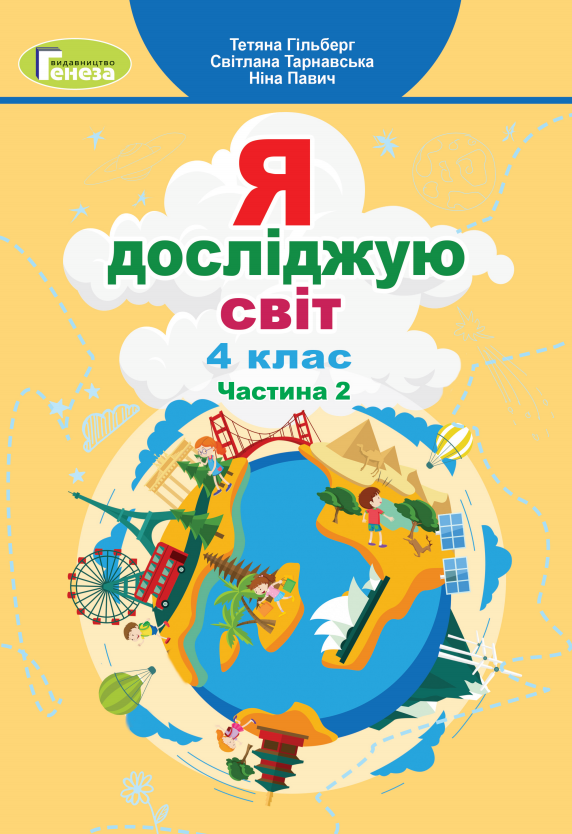 Тетяна Гільберг
Світлана Тарнавська
Ніна Павич
видавництво
Генеза
Я
досліджую
світ
4 клас
Частина 2